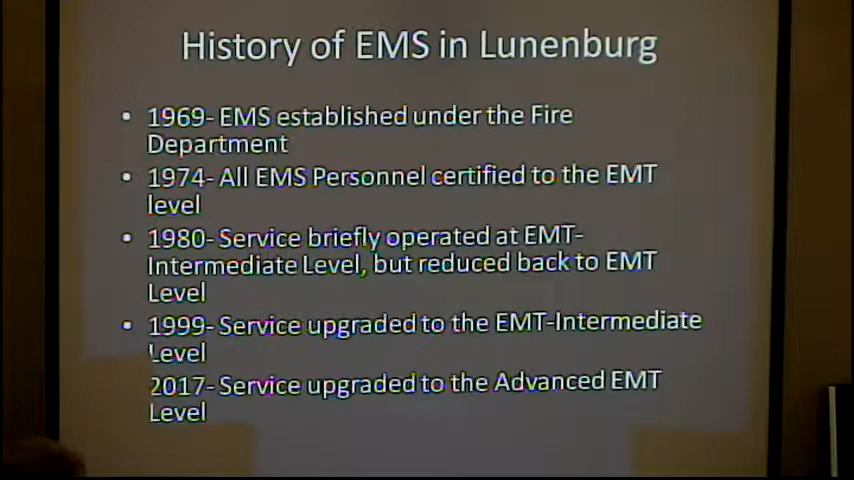 History of EMS in Lunenburg
• 1969- EMS established under the Fire
Department
• 1974- All EMS Personnel certified to the EMT
level
• 1980- Service briefly operated at EMT-
Intermediate Level, but reduced back to EMT
Level
• 1999- Service upgraded to the EMT-Intermediate
Level
2017- Service upgraded to the Advanced EMT
Level